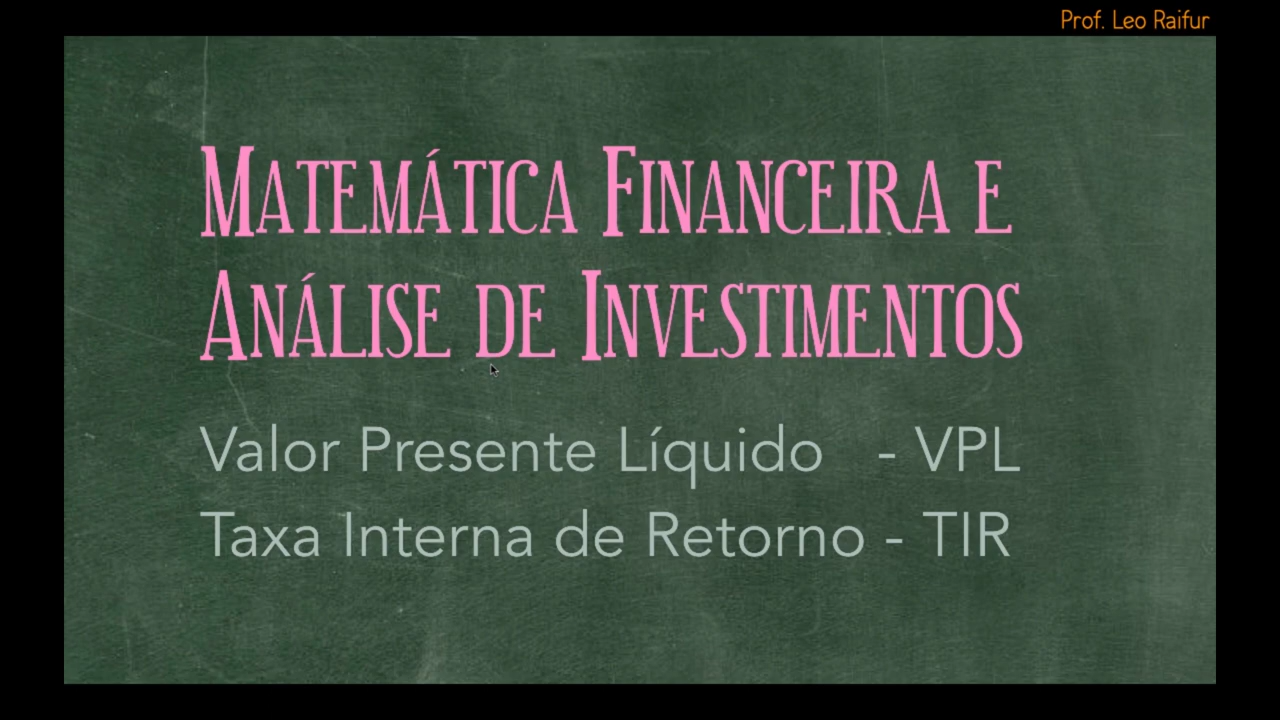 Prof. Leo Raifur
Matemática Financeira e
Análise de Investimentos
Valor Presente Líquido - VPL
Taxa Interna de Retorno - TIR